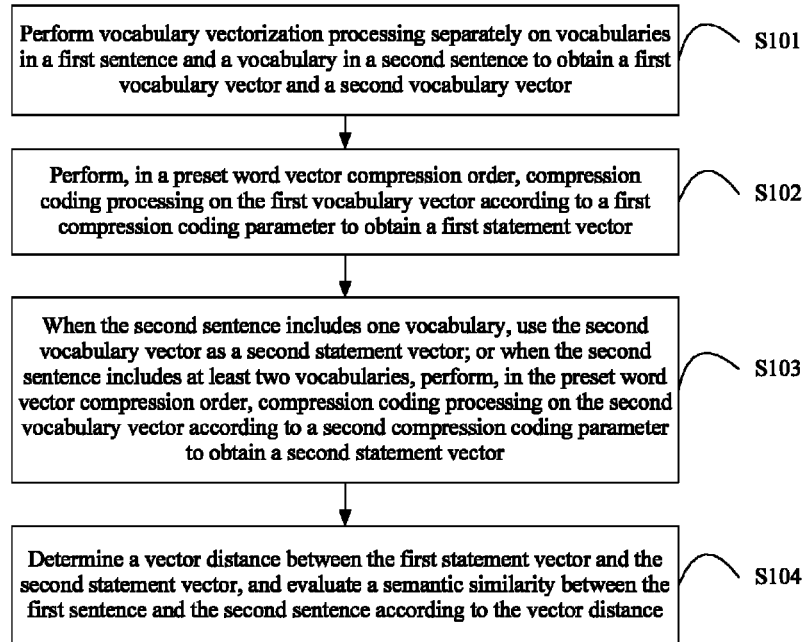 Perform vocabulary vectorization processing separately on vocabularies
in a first sentence and a vocabulary in a second sentence to obtain a first
vocabulary vector and a second vocabulary vector
S101
Perform, in a preset word vector compression order, compression
coding processing on the first vocabulary vector according to a first
compression coding parameter to obtain a first statement vector
S102
When the second sentence includes one vocabulary, use the second
vocabulary vector as a second statement vector; or when the second
sentence includes at least two vocabularies, perform, in the preset word
vector compression order, compression coding processing on the second
vocabulary vector according to a second compression coding parameter
to obtain a second statement vector
S103
Determine a vector distance between the first statement vector and the
second statement vector, and evaluate a semantic similarity between the
first sentence and the second sentence according to the vector distance
S104